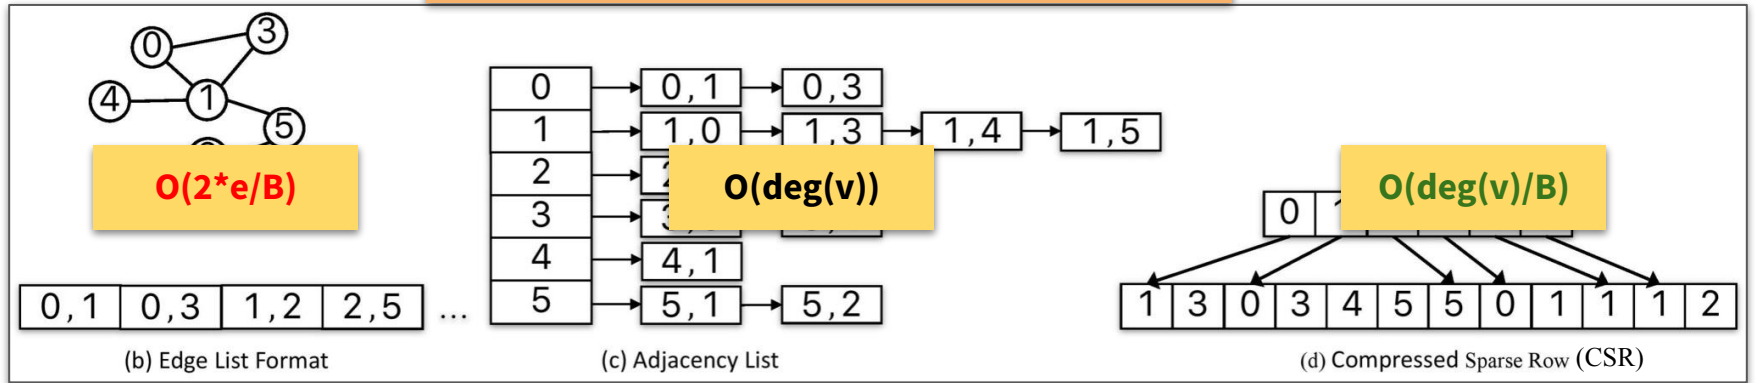 0 3
4 1
5
O(2*e/B)
0,1 0,3 1,2 2,5 ...
(b) Edge List Format
0 0,1 0,3
1 1,0 1,3 1,4 1,5
2
O(deg(v))
3
4 4,1
5 5,1 5,2
(c) Adjacency List
O(deg(v)/B)
0
1 3 0 3 4 5 5 0 1 1 1 2
(d) Compressed Sparse Row (CSR)